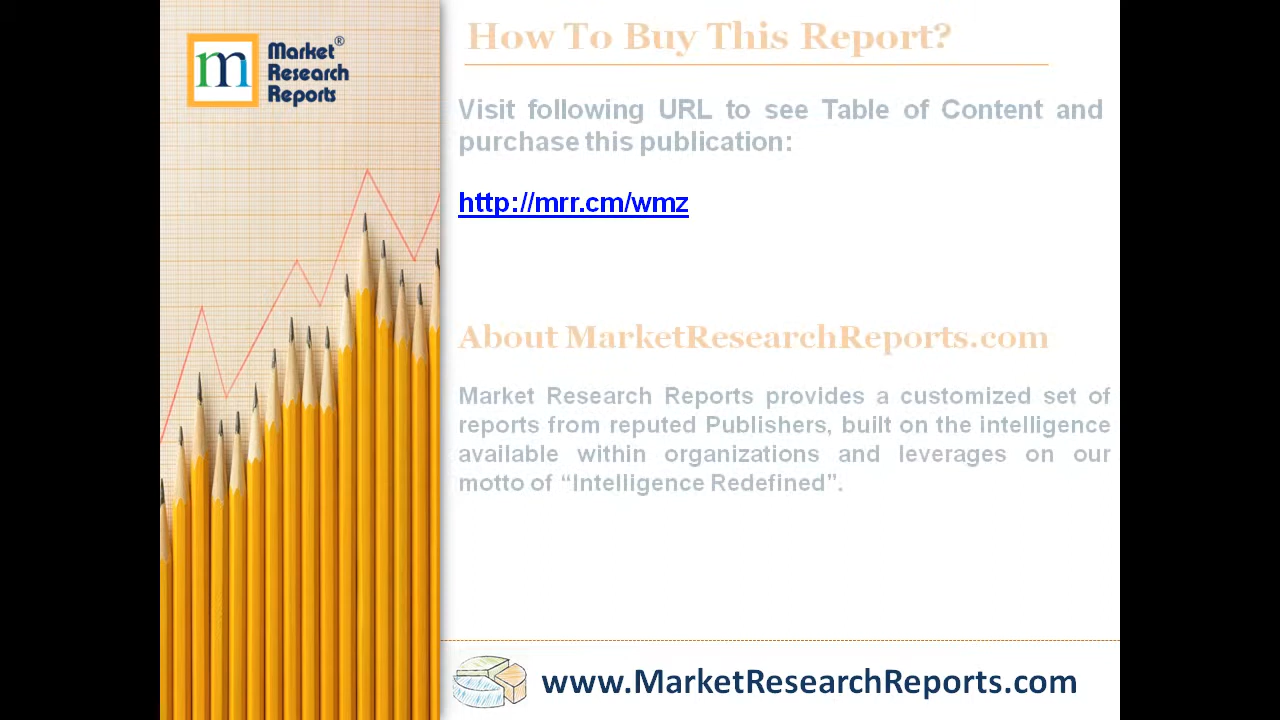 m
Market®
Research
Reports
How To Buy This Report?
Visit following URL to see Table of Content and
purchase this publication:
http://mrr.cm/wmz
About MarketResearchReports.com
Market Research Reports provides a customized set of
reports from reputed Publishers, built on the intelligence
available within organizations and leverages on our
motto of “Intelligence Redefined”.
www.MarketResearchReports.com